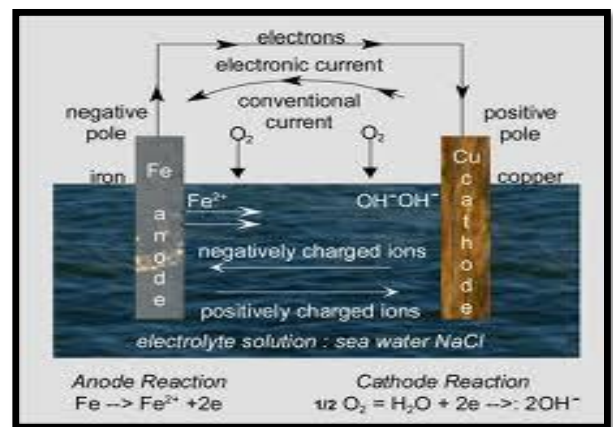 electrons
electronic current
conventional
current
negative
pole
positive
pole
O₂
O₂
iron
Fe
anode
Cu
cathode
copper
Fe²⁺
OH⁻OH⁻
negatively charged ions
positively charged ions
electrolyte solution : sea water NaCl
Anode Reaction
Fe --> Fe²⁺ +2e
Cathode Reaction
1/2 O₂ = H₂O + 2e -->: 2OH⁻